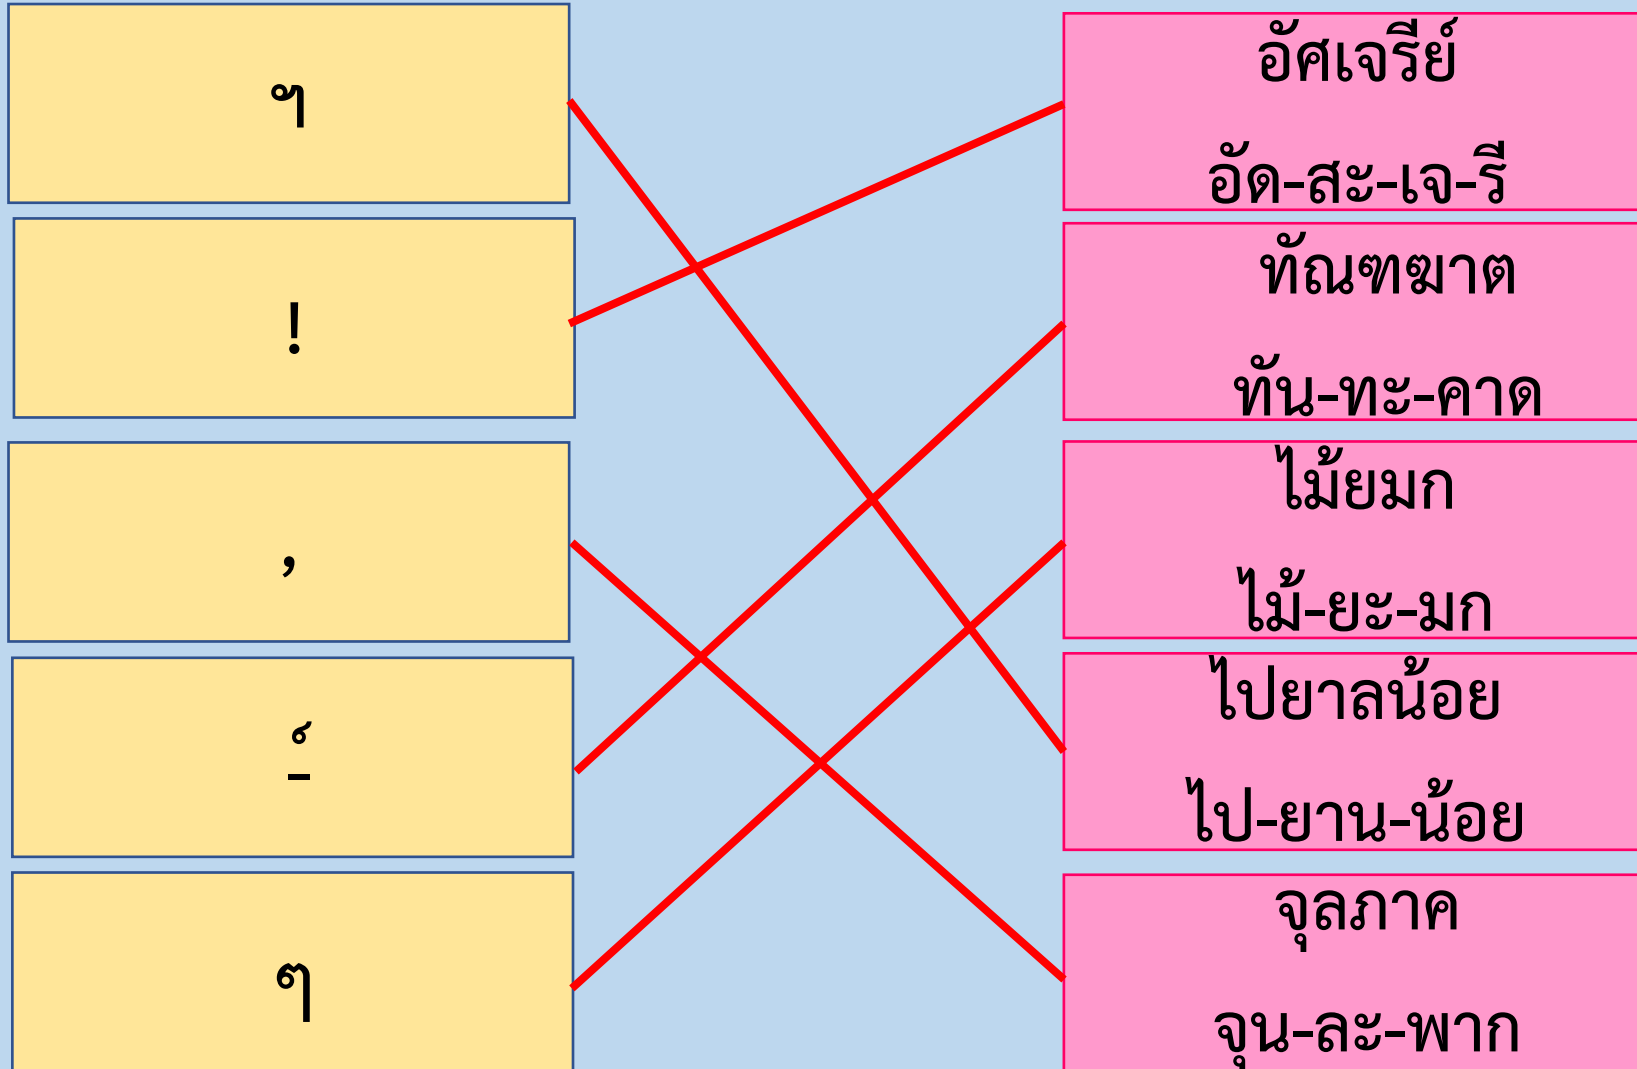 ฯ
!
,
-์
ๆ
อัศเจรีย์
อัด-สะ-เจ-รี
ทัณฑฆาต
ทัน-ทะ-คาด
ไม้ยมก
ไม้-ยะ-มก
ไปยาลน้อย
ไป-ยาน-น้อย
จุลภาค
จุน-ละ-พาก